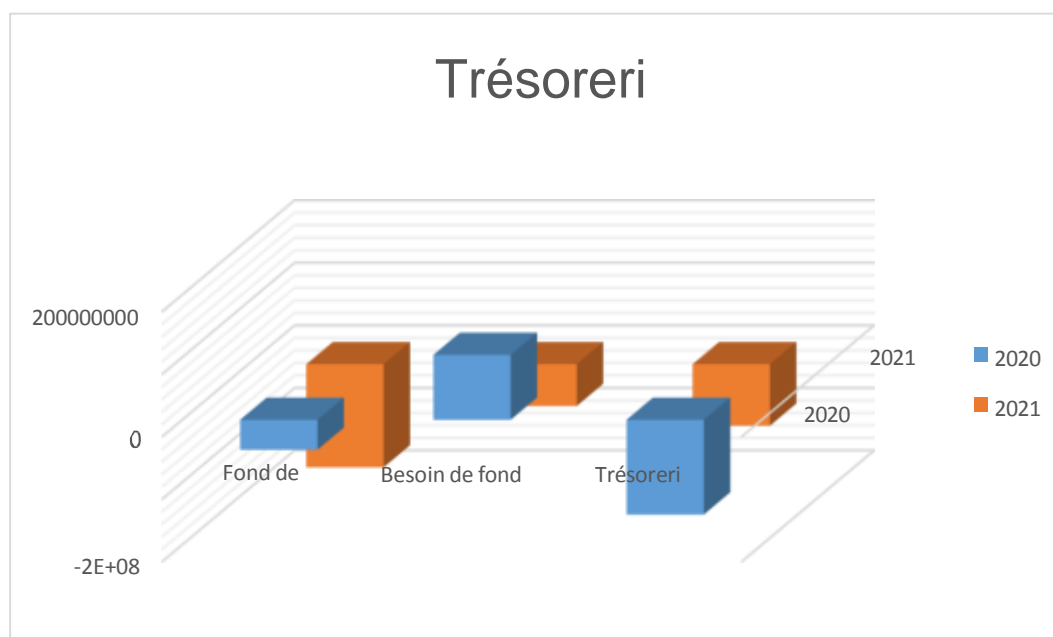 Trésoreri
200000000
0
-2E+08
Fond de
Besoin de fond
Trésoreri
2020
2021
2020
2021